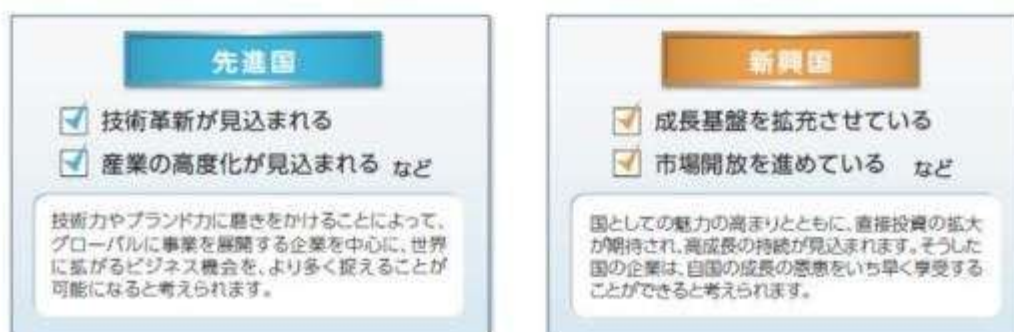 先進国
技術革新が見込まれる
産業の高度化が見込まれる など
技術力やブランド力に磨きをかけることによって、
グローバルに事業を展開する企業を中心に、世界
に拡がるビジネス機会を、より多く捉えることが
可能になると考えられます。
新興国
成長基盤を拡充させている
市場開放を進めている など
国としての魅力の高まりとともに、直接投資の拡大
が期待され、高成長の持続が見込まれます。そうした
国の企業は、自国の成長の恩恵をいち早く享受する
ことができると考えられます。